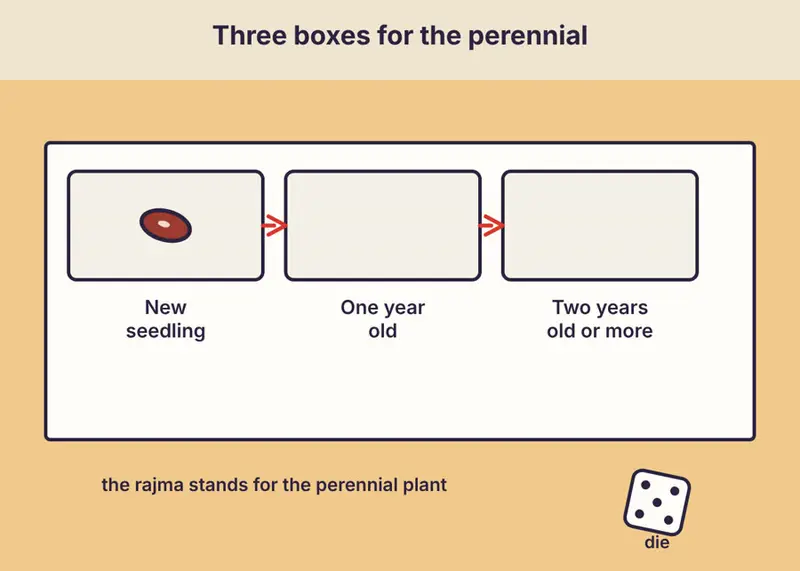 Three boxes for the perennial
New
seedling
One year
old
Two years
old or more
the rajma stands for the perennial plant
die